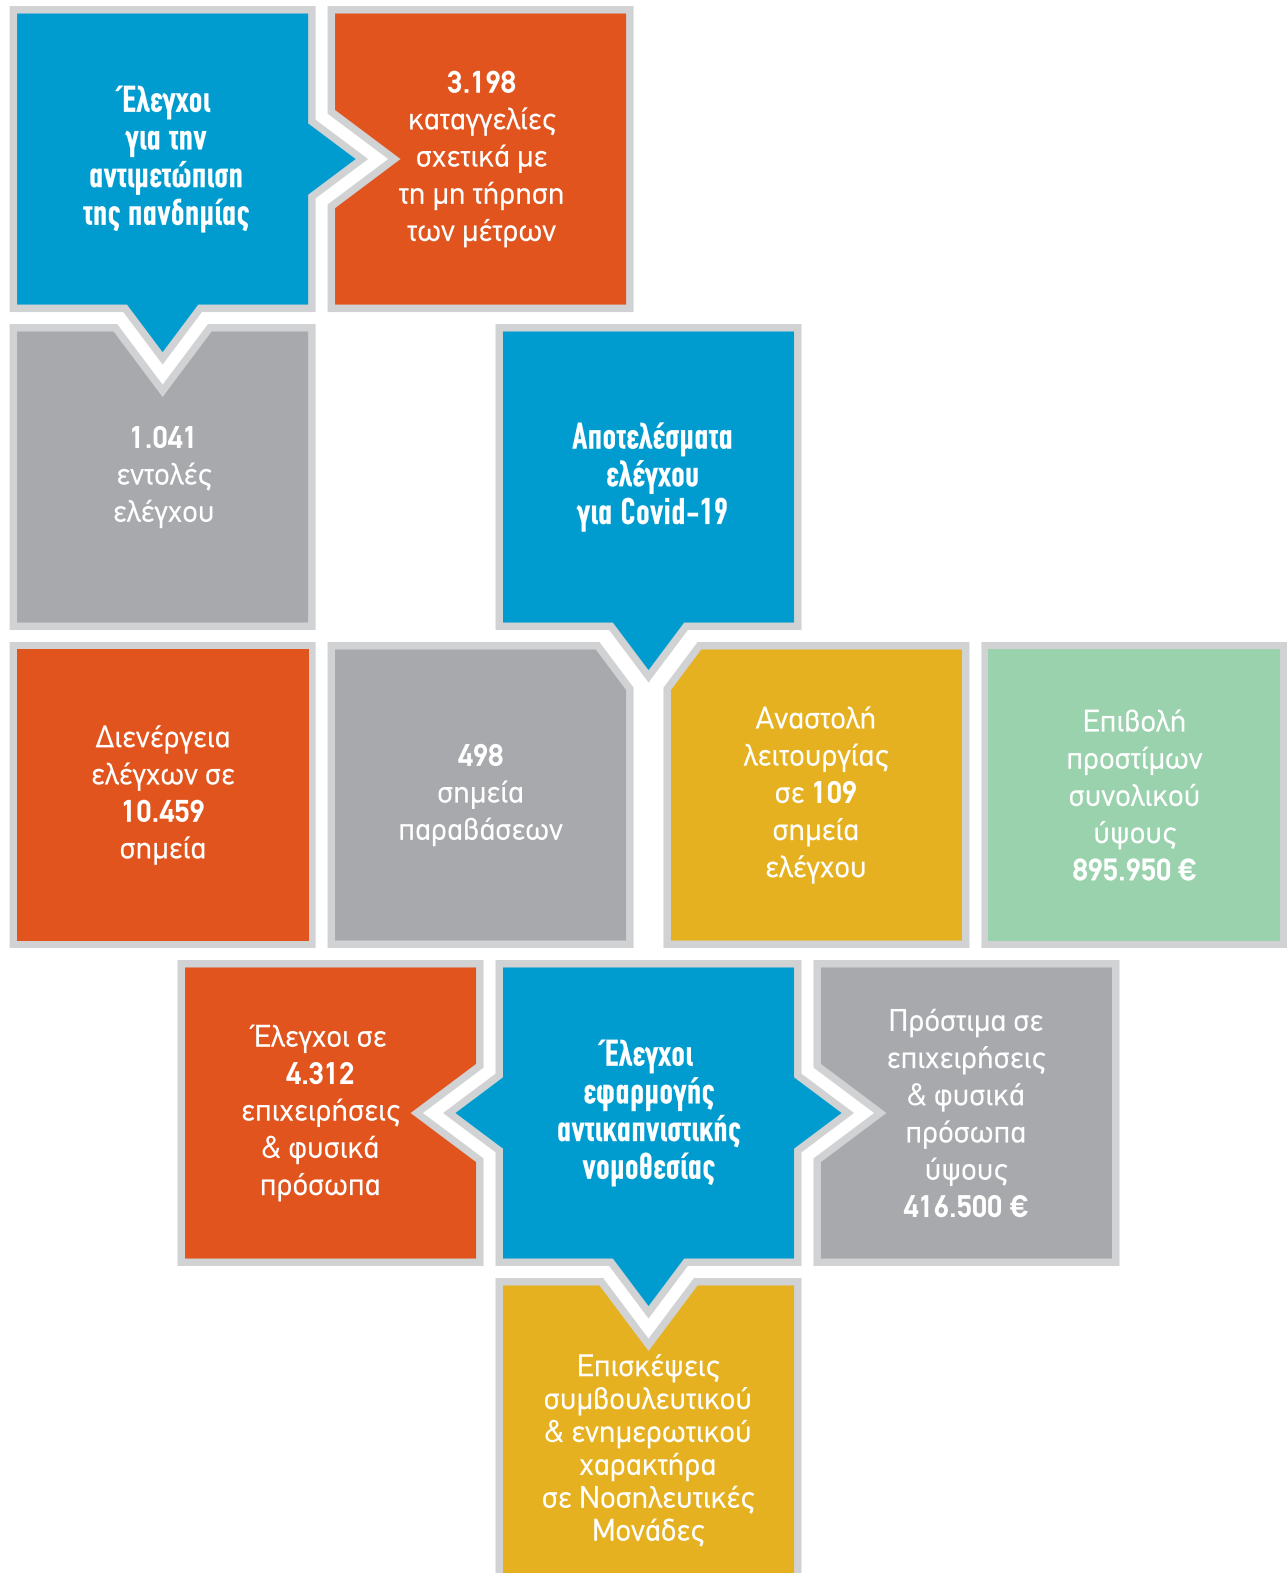 Έλεγχοι
για την
αντιμετώπιση
της πανδημίας
3.198
καταγγελίες
σχετικά με
τη μη τήρηση
των μέτρων
1.041
εντολές
ελέγχου
Αποτελέσματα
ελέγχου
για Covid-19
Διενέργεια
ελέγχων σε
10.459
σημεία
498
σημεία
παραβάσεων
Αναστολή
λειτουργίας
σε 109
σημεία
ελέγχου
Επιβολή
προστίμων
συνολικού
ύψους
895.950 €
Έλεγχοι σε
4.312
επιχειρήσεις
& φυσικά
πρόσωπα
Έλεγχοι
εφαρμογής
αντικαπνιστικής
νομοθεσίας
Πρόστιμα σε
επιχειρήσεις
& φυσικά
πρόσωπα
ύψους
416.500 €
Επισκέψεις
συμβουλευτικού
& ενημερωτικού
χαρακτήρα
σε Νοσηλευτικές
Μονάδες